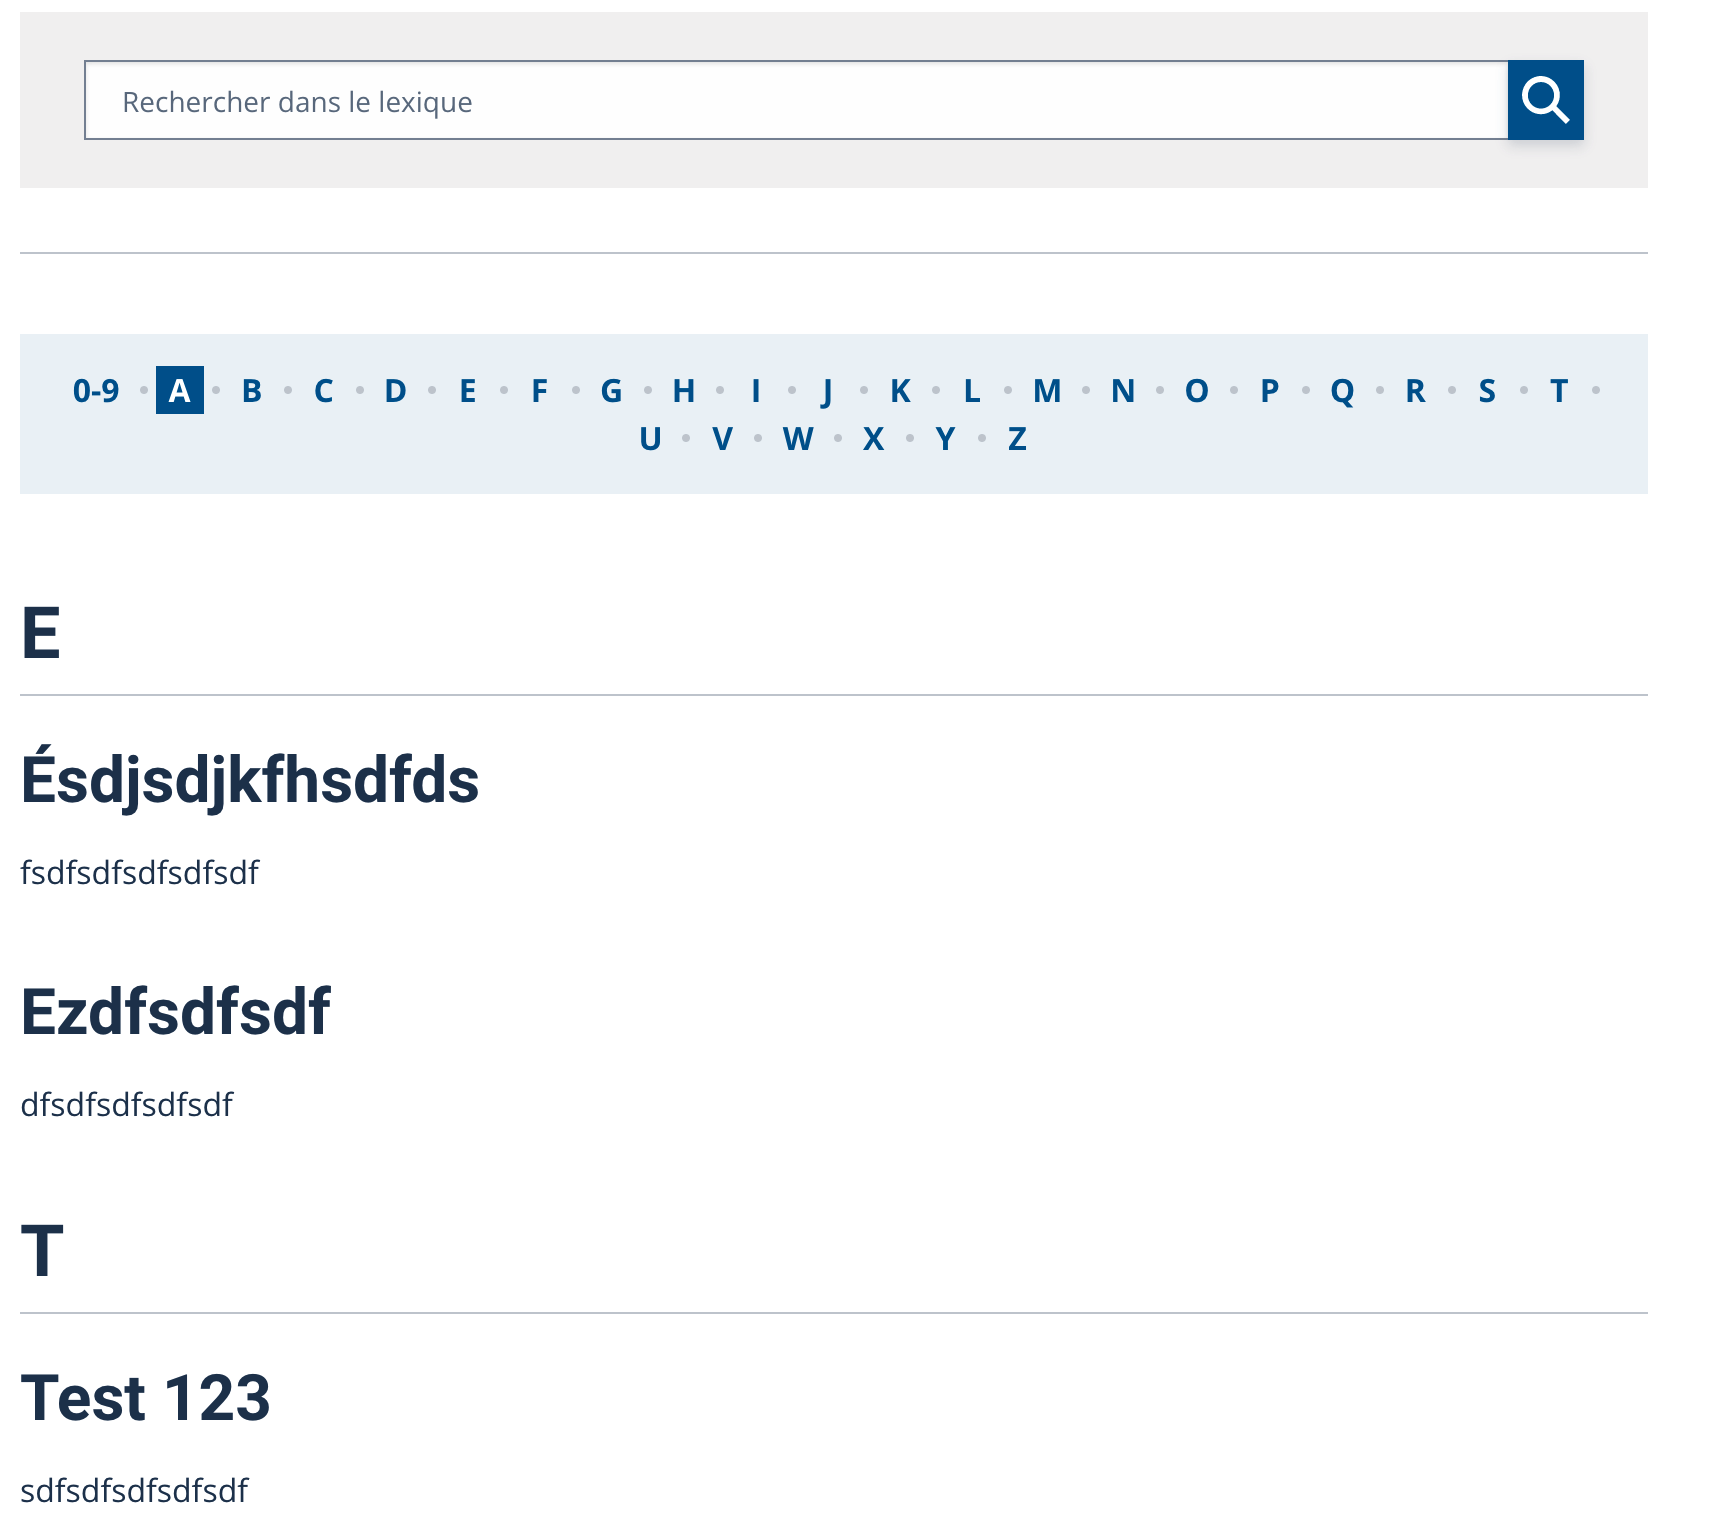 Rechercher dans le lexique
0-9 • A • B • C • D • E • F • G • H • I • J • K • L • M • N • O • P • Q • R • S • T •
U • V • W • X • Y • Z
E
Ésdjsdjkfhsdfds
fsdfsdfsdfsdfsdf
Ezdfsdfsdf
dfsdfsdfsdfsdf
T
Test 123
sdfsdfsdfsdfsdf